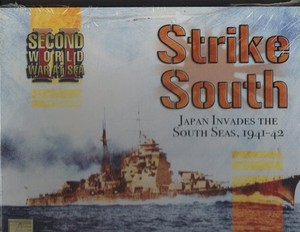 SECOND
WORLD
WAR AT SEA
Strike
South
JAPAN INVADES THE
SOUTH SEAS, 1941-42